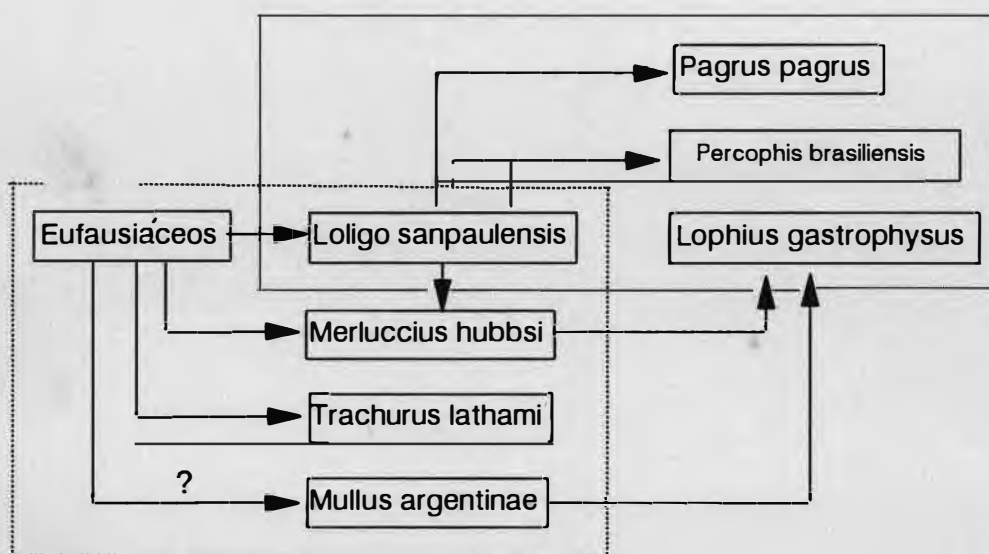 Pagrus pagrus
Percophis brasiliensis
Eufausiáceos
Loligo sanpaulensis
Lophius gastrophysus
Merluccius hubbsi
Trachurus lathami
?
Mullus argentinae